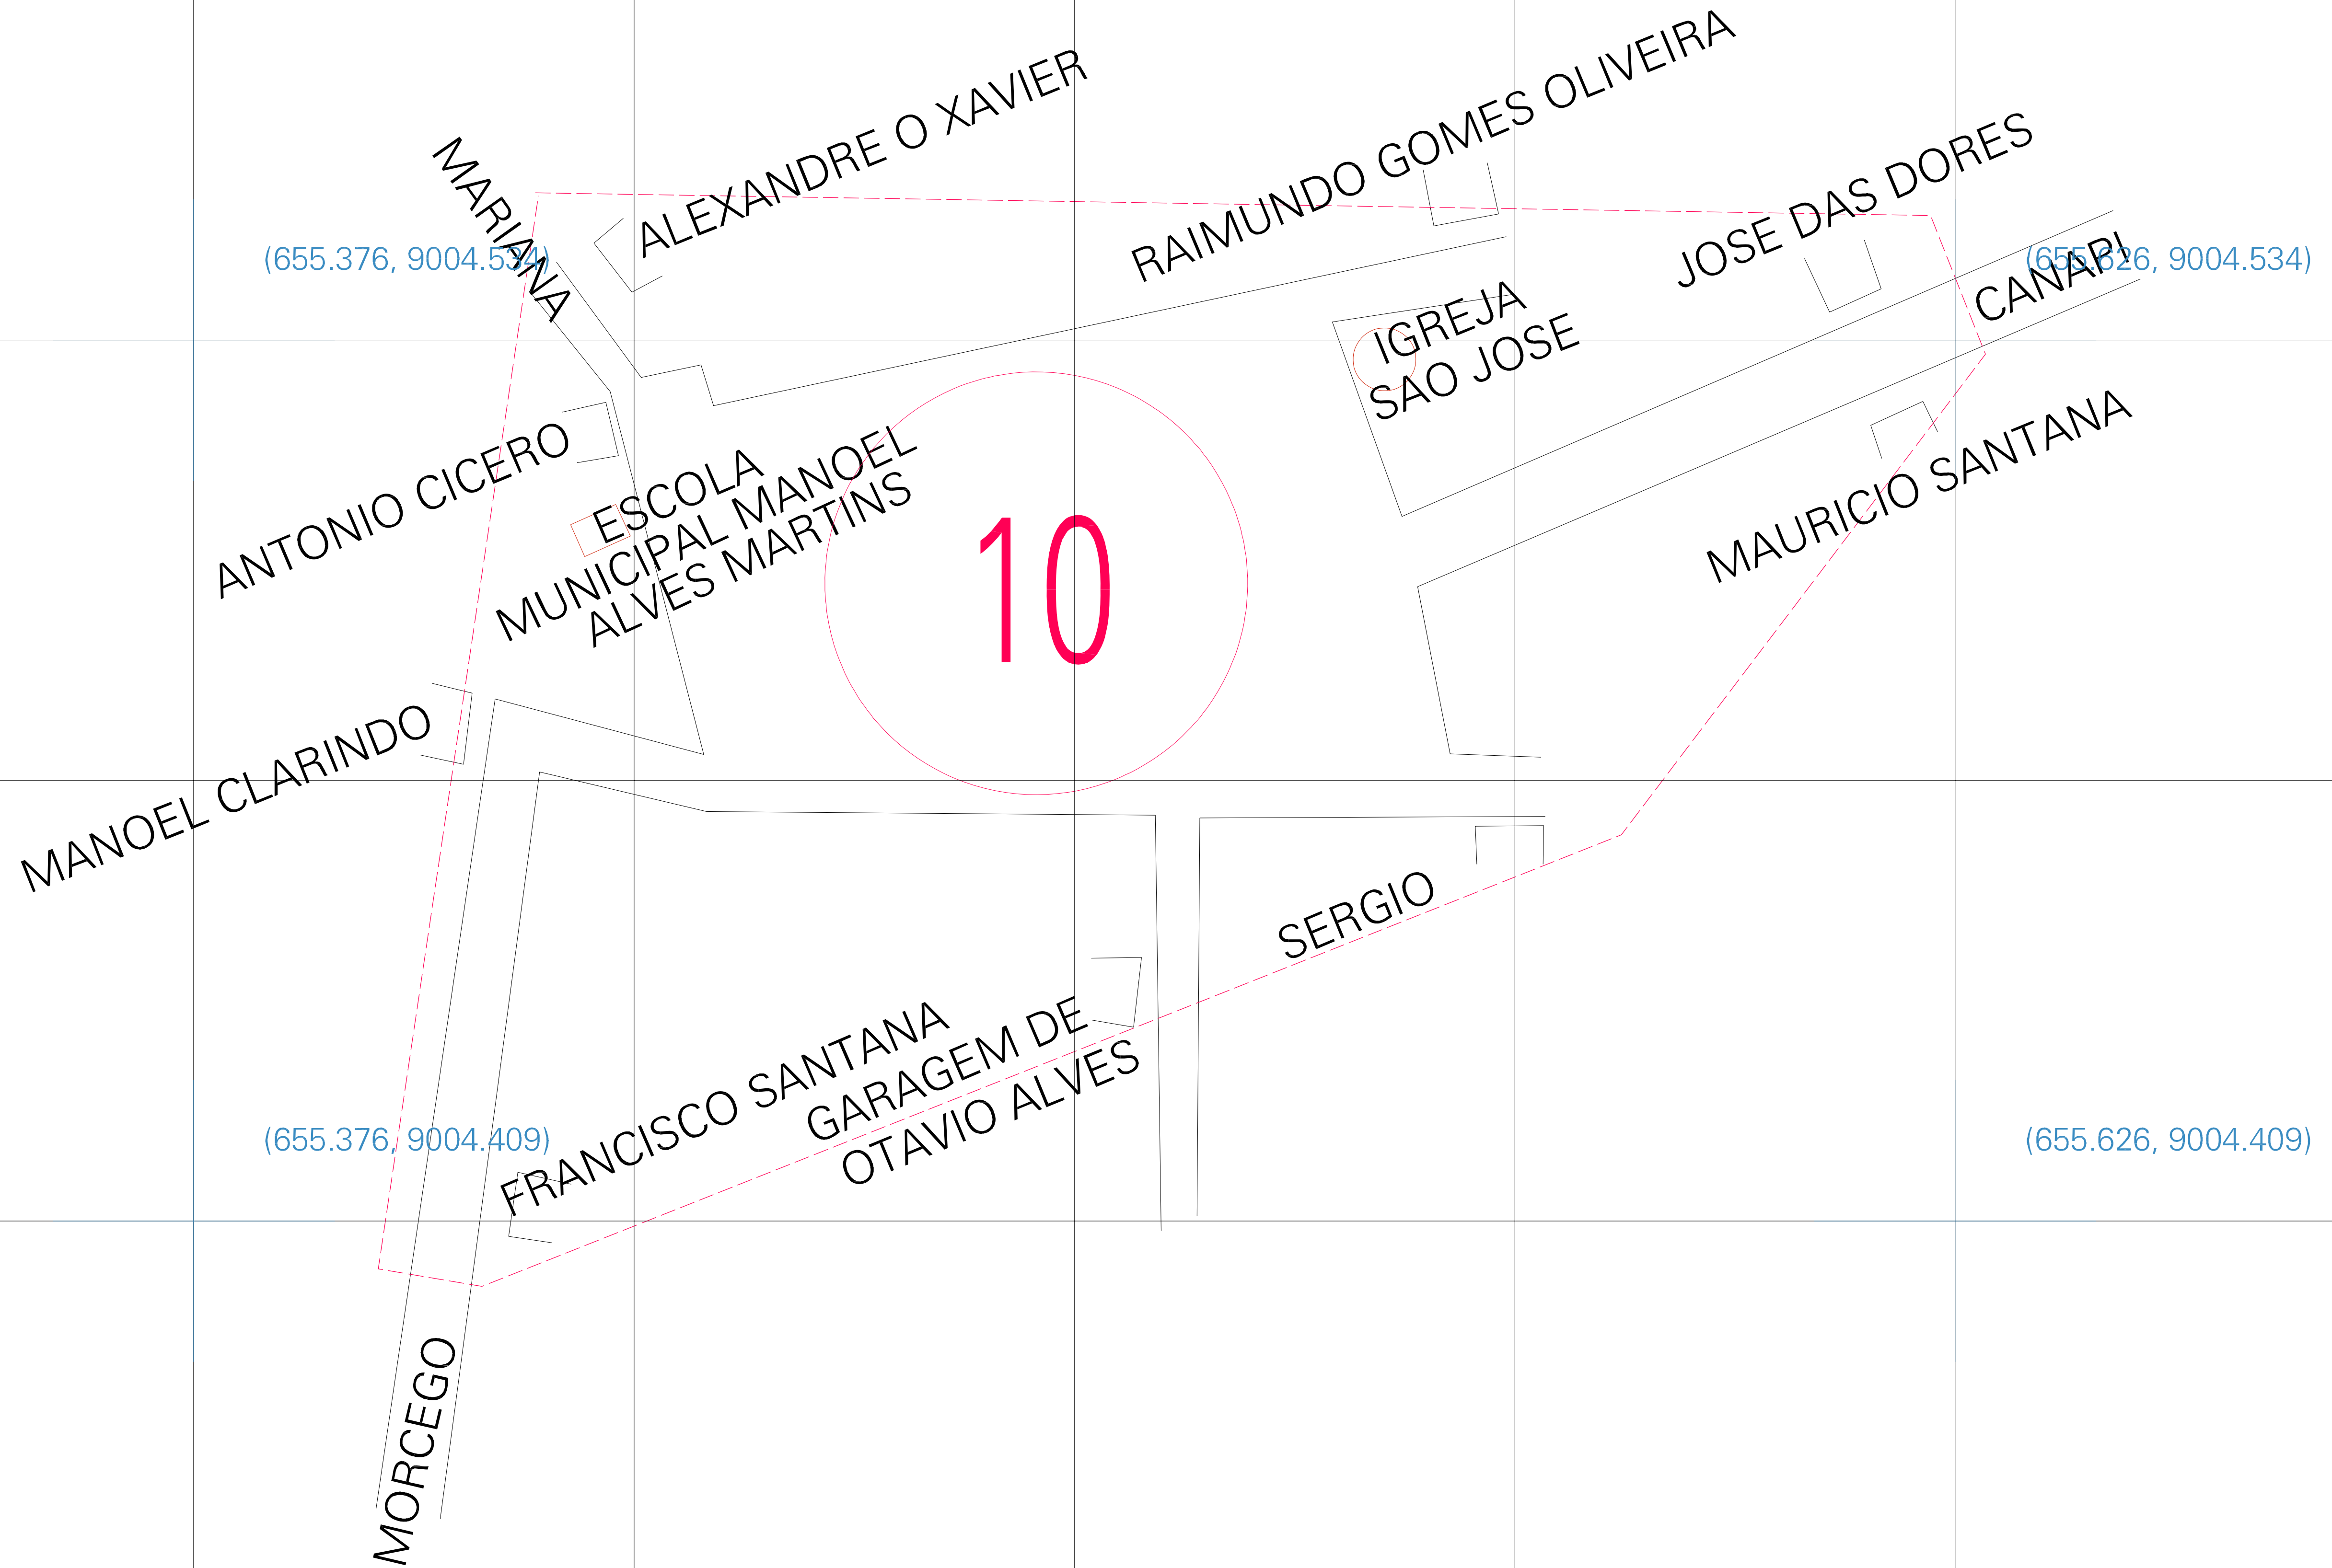 MARIMA
ALEXANDRE O XAVIER
RAIMUNDO GOMES OLIVEIRA
JOSE DAS DORES
(655.376, 9004.534)
(655.626, 9004.534)
CANARI
IGREJA
SAO JOSE
ANTONIO CICERO
ESCOLA
MUNICIPAL MANOEL
ALVES MARTINS
MAURICIO SANTANA
10
MANOEL CLARINDO
SERGIO
FRANCISCO SANTANA
GARAGEM DE
OTAVIO ALVES
(655.376, 9004.409)
(655.626, 9004.409)
MORCEGO